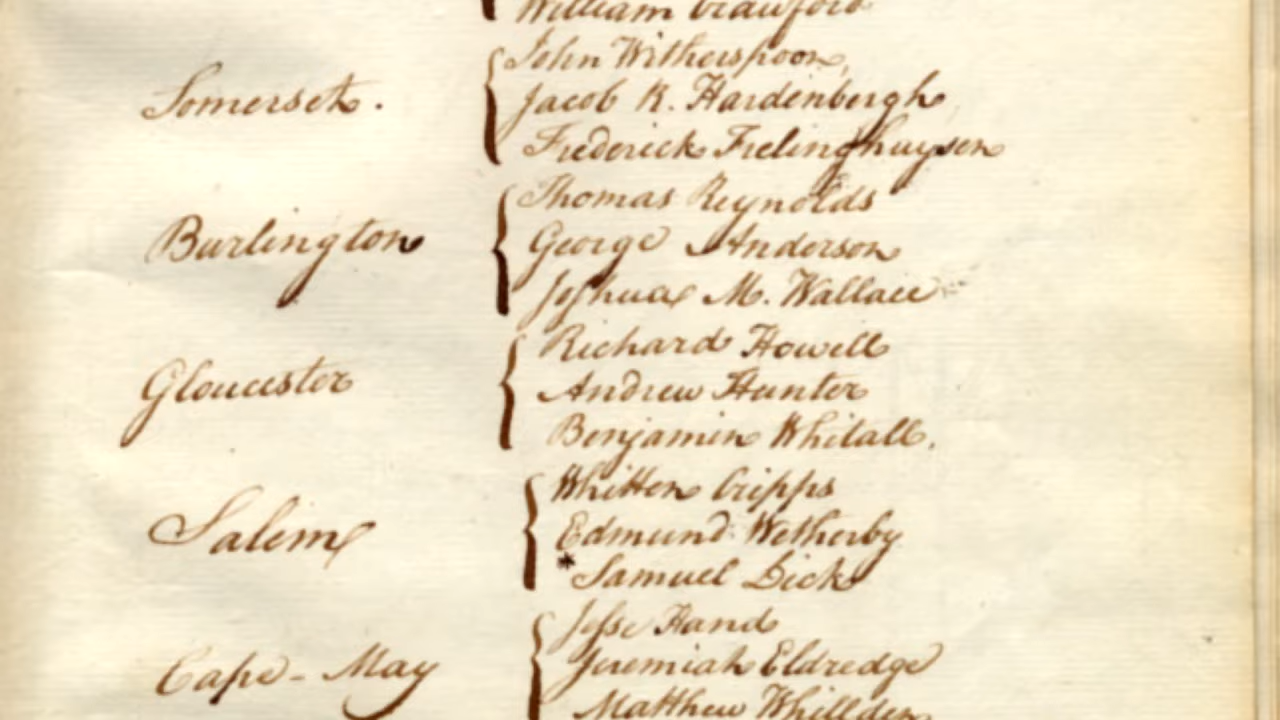 William Crawford
Somerset.
John Witherspoon,
Jacob R. Hardenbergh
Frederick Frelinghuysen
Burlington
Thomas Reynolds
George Anderson
Joshua M. Wallace
Gloucester
Richard Howell
Andrew Hunter
Benjamin Whitall.
Salem
Whitten Cripps
Edmund Wetherby
* Samuel Dick
Cape-May
Jesse Hand
Jeremiah Eldredge
Matthew Whillden